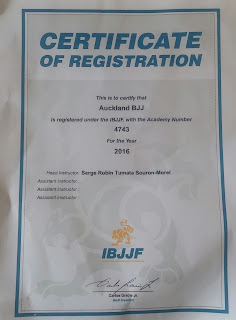 CERTIFICATE
OF REGISTRATION
This is to certify that
Auckland BJJ
is registered under the IBJJF, with the Academy Number
4743
For the Year
2016
Head Instructor: Serge Robin Tumata Souron-Morel
Assistant Instructor :
Assistant Instructor :
Assistant Instructor :
IBJJF
Carlos Gracie Jr.